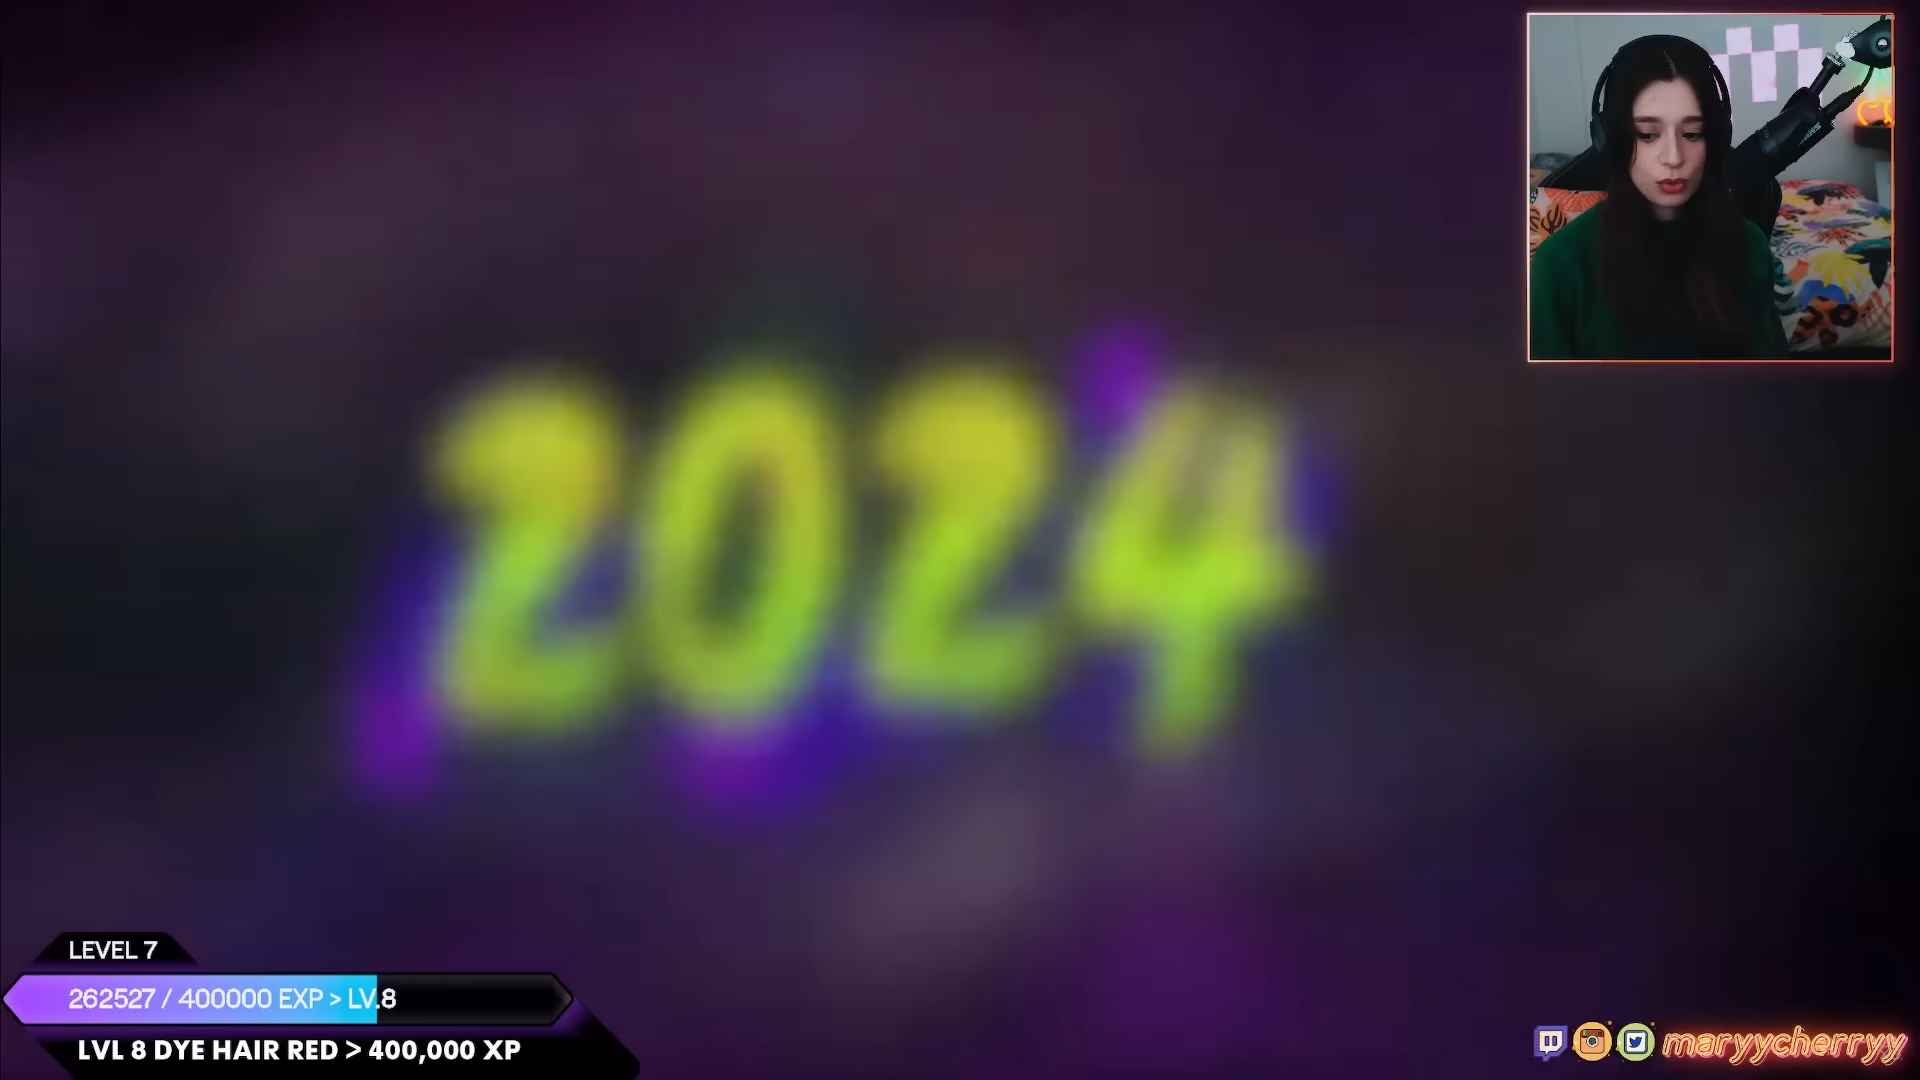 2024
LEVEL 7
262527 / 400000 EXP > LV.8
LVL 8 DYE HAIR RED > 400,000 XP
maryycherryy